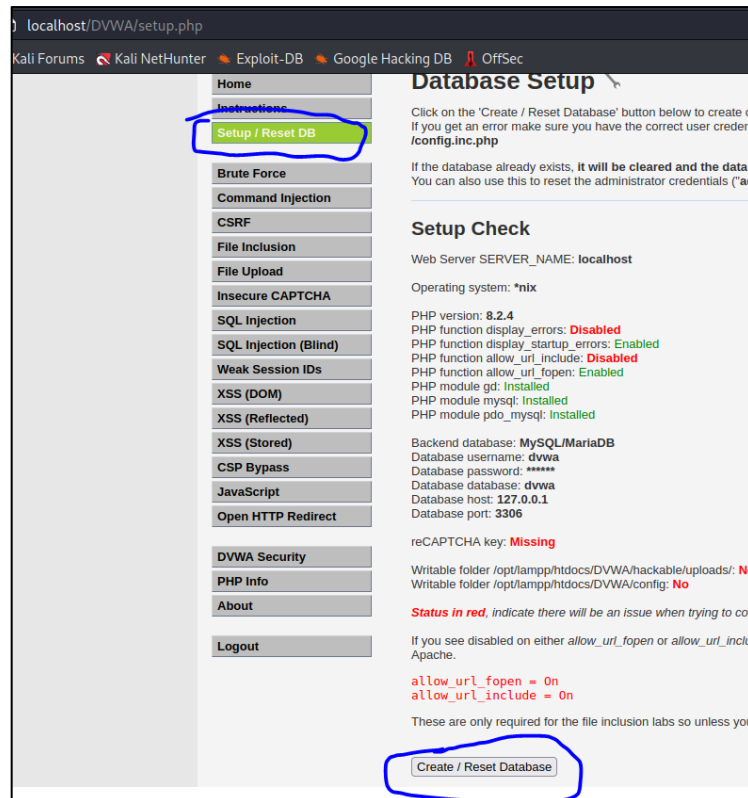 localhost/DVWA/setup.php
Kali Forums Kali NetHunter Exploit-DB Google Hacking DB OffSec
Home
Instructions
Setup / Reset DB
Brute Force
Command Injection
CSRF
File Inclusion
File Upload
Insecure CAPTCHA
SQL Injection
SQL Injection (Blind)
Weak Session IDs
XSS (DOM)
XSS (Reflected)
XSS (Stored)
CSP Bypass
JavaScript
Open HTTP Redirect
DVWA Security
PHP Info
About
Logout
Database Setup
Click on the 'Create / Reset Database' button below to create
If you get an error make sure you have the correct user
/config.inc.php
If the database already exists, it will be cleared and the data
You can also use this to reset the administrator credentials ("
Setup Check
Web Server SERVER_NAME: localhost
Operating system: *nix
PHP version: 8.2.4
PHP function display_errors: Disabled
PHP function display_startup_errors: Enabled
PHP function allow_url_include: Disabled
PHP function allow_url_fopen: Enabled
PHP module gd: Installed
PHP module mysql: Installed
PHP module pdo_mysql: Installed
Backend database: MySQL/MariaDB
Database username: dvwa
Database password: ******
Database database: dvwa
Database host: 127.0.0.1
Database port: 3306
reCAPTCHA key: Missing
Writable folder /opt/lampp/htdocs/DVWA/hackable/uploads/:
Writable folder /opt/lampp/htdocs/DVWA/config: No
Status in red, indicate there will be an issue when trying to
If you see disabled on either allow_url_fopen or
Apache.
allow_url_fopen = On
allow_url_include = On
These are only required for the file inclusion labs so unless
Create / Reset Database